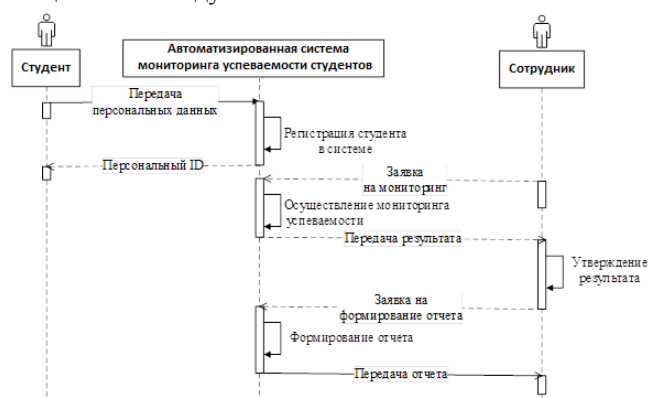 Студент
Автоматизированная система
мониторинга успеваемости студентов
Сотрудник
Передача
персональных данных
Регистрация студента
в системе
Персональный ID
Заявка
на мониторинг
Осуществление мониторинга
успеваемости
Передача результата
Утверждение
результата
Заявка на
формирование отчета
Формирование отчета
Передача отчета